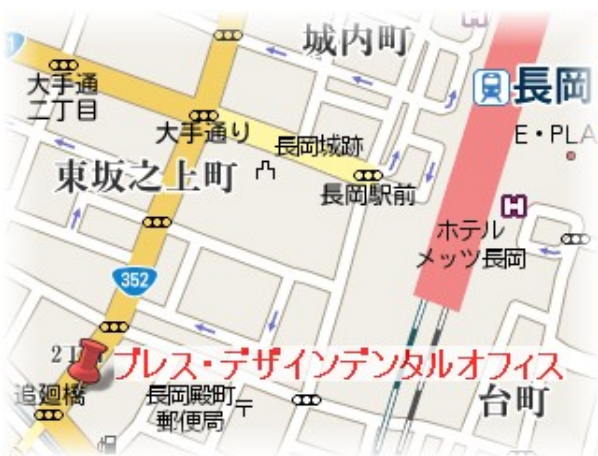 城内町
大手通
二丁目
長岡
大手通り
長岡城跡
E・PLA
東坂之上町
長岡駅前
ホテル
メッツ長岡
352
2丁
ブレス・デザインデンタルオフィス
追廻橋
長岡殿町
郵便局
台町